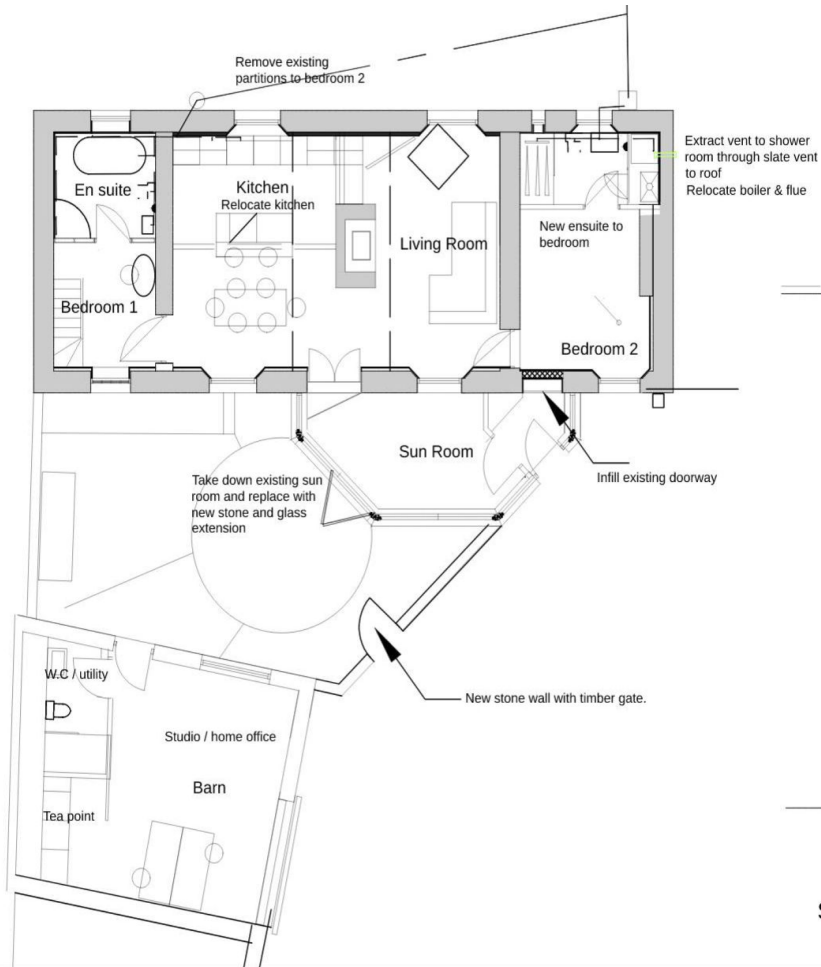 Remove existing
partitions to bedroom 2
Extract vent to shower
room through slate vent
to roof
Relocate boiler & flue
En suite
Kitchen
Relocate kitchen
Living Room
New ensuite to
bedroom
Bedroom 1
Bedroom 2
Sun Room
Infill existing doorway
Take down existing sun
room and replace with
new stone and glass
extension
W.C / utility
New stone wall with timber gate.
Studio / home office
Barn
Tea point